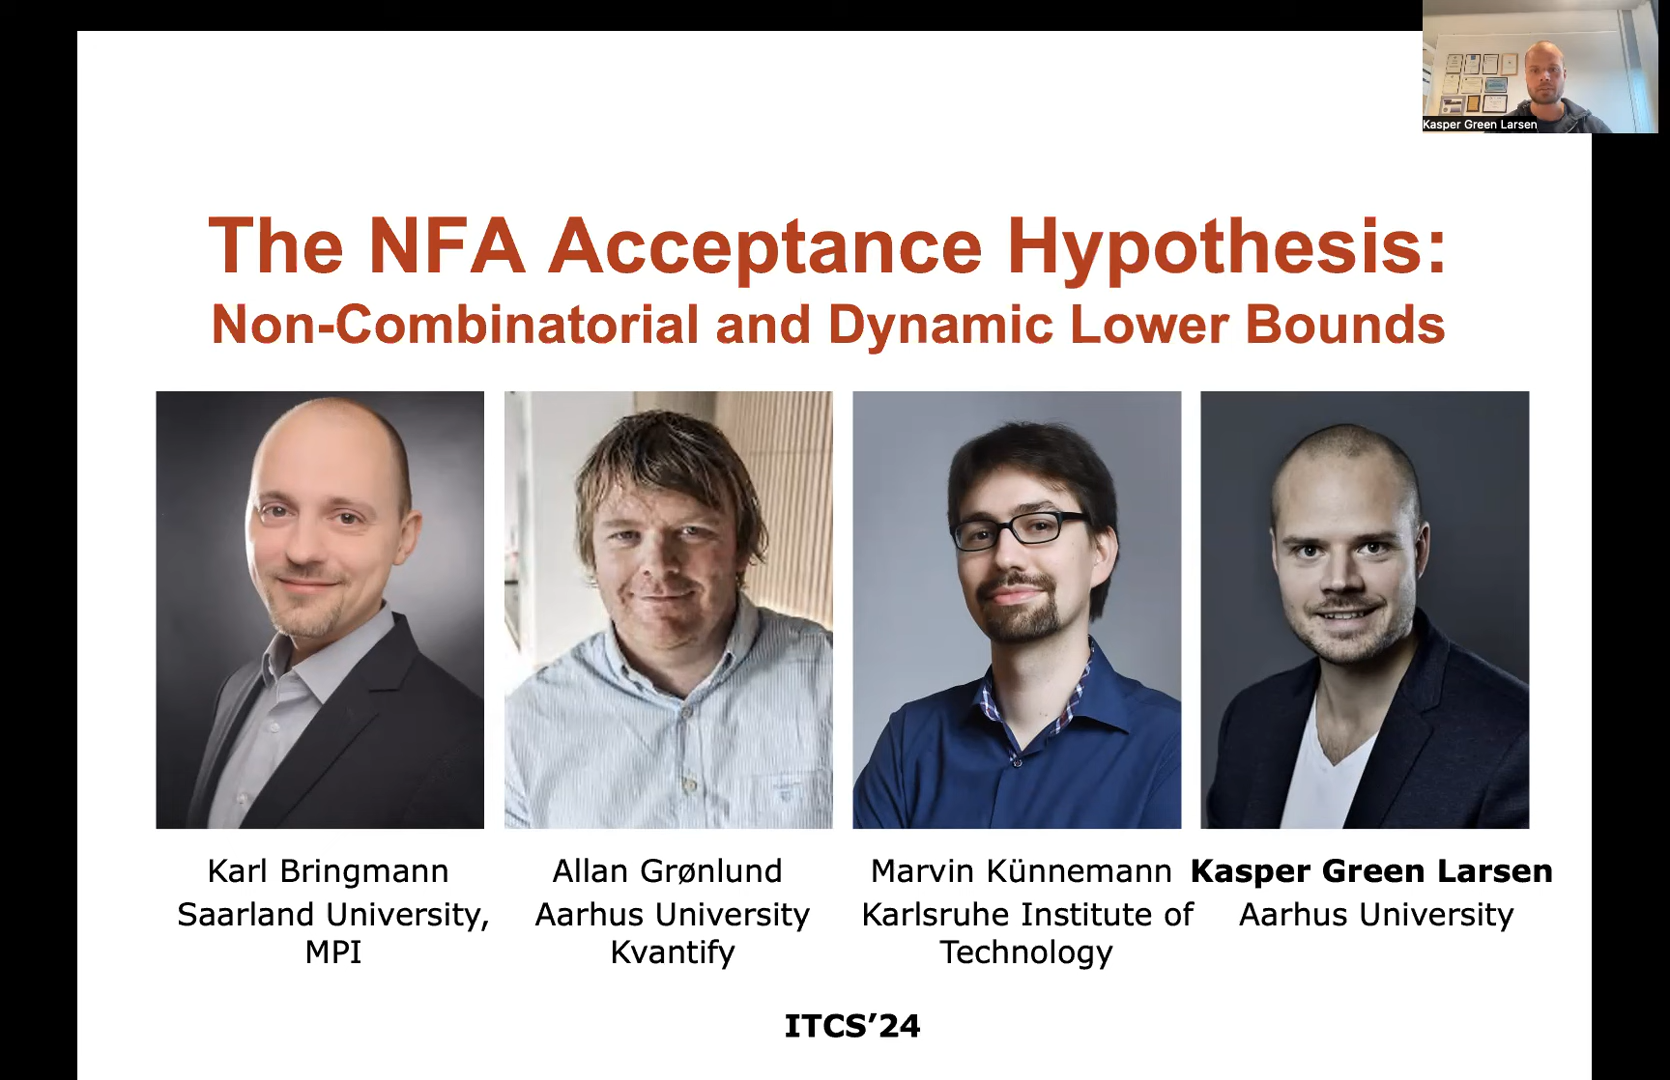 Kasper Green Larsen
The NFA Acceptance Hypothesis:
Non-Combinatorial and Dynamic Lower Bounds
Karl Bringmann
Saarland University,
MPI
Allan Grønlund
Aarhus University
Kvantify
Marvin Künnemann
Karlsruhe Institute of
Technology
Kasper Green Larsen
Aarhus University
ITCS’24